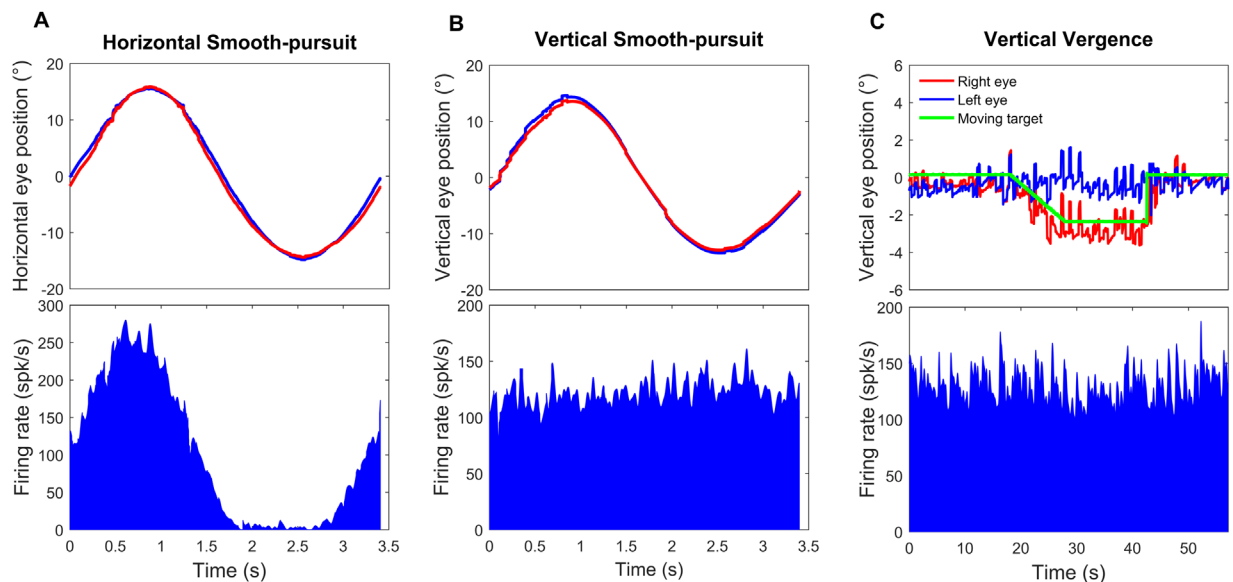 A
Horizontal Smooth-pursuit
Horizontal eye position (°)
20
10
0
-10
-20
Firing rate (spk/s)
300
250
200
150
100
50
0
0 0.5 1 1.5 2 2.5 3 3.5
Time (s)
B
Vertical Smooth-pursuit
Vertical eye position (°)
20
10
0
-10
-20
Firing rate (spk/s)
200
150
100
50
0
0 0.5 1 1.5 2 2.5 3 3.5
Time (s)
C
Vertical Vergence
Vertical eye position (°)
6
4
2
0
-2
-4
-6
Right eye
Left eye
Moving target
Firing rate (spk/s)
200
150
100
50
0
0 10 20 30 40 50
Time (s)